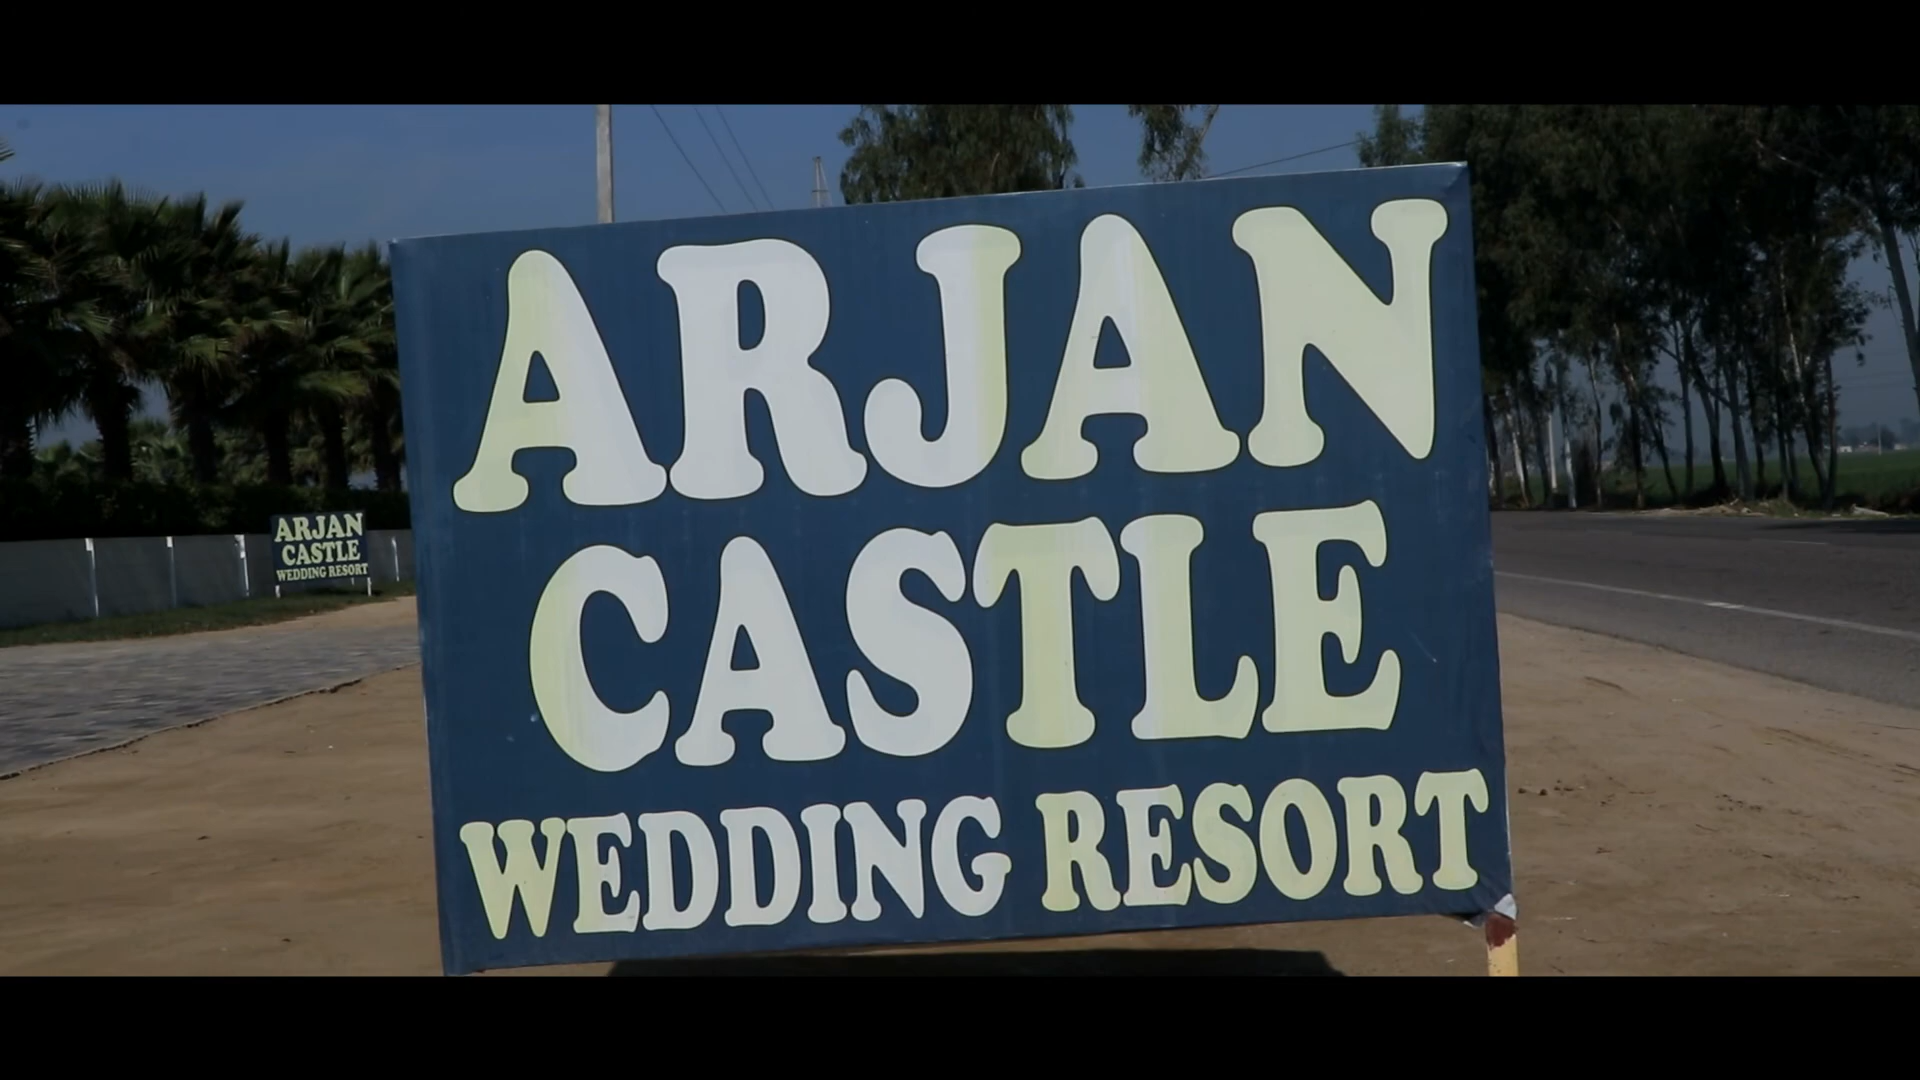 ARJAN
CASTLE
WEDDING RESORT
ARJAN
CASTLE
WEDDING RESORT